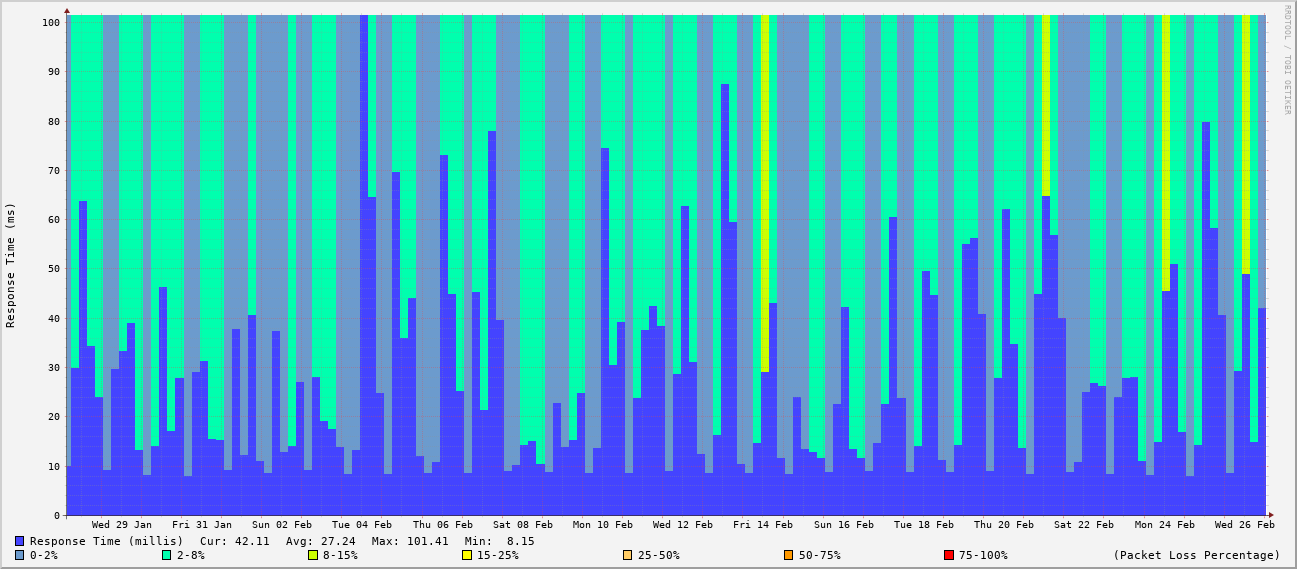 RRDTOOL / TOBI OETIKER
Response Time (ms)
100
90
80
70
60
50
40
30
20
10
0
Wed 29 Jan Fri 31 Jan Sun 02 Feb Tue 04 Feb Thu 06 Feb Sat 08 Feb Mon 10 Feb Wed 12 Feb Fri 14 Feb Sun 16 Feb Tue 18 Feb Thu 20 Feb Sat 22 Feb Mon 24 Feb Wed 26 Feb
Response Time (millis) Cur: 42.11 Avg: 27.24 Max: 101.41 Min: 8.15
0-2% 2-8% 8-15% 15-25% 25-50% 50-75% 75-100% (Packet Loss Percentage)